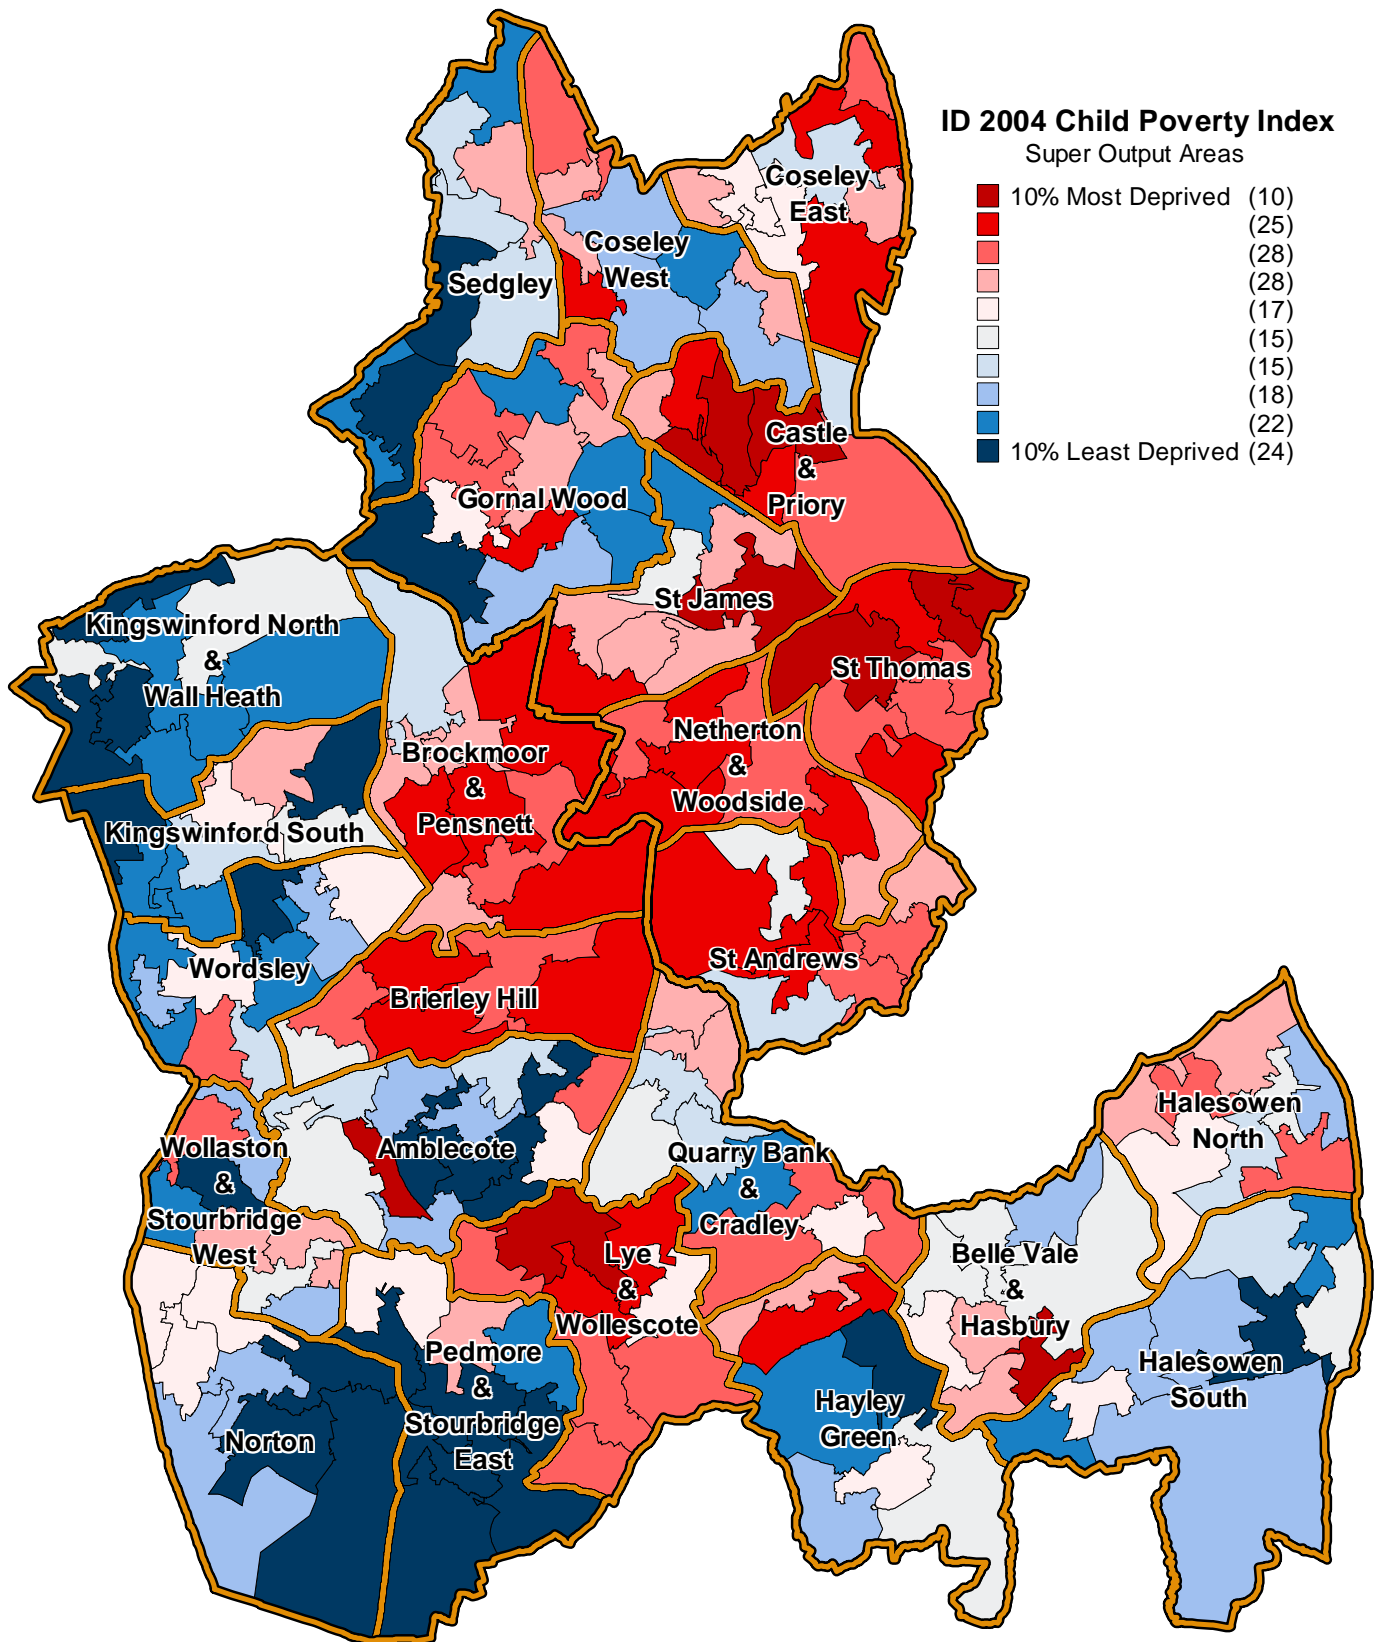 ID 2004 Child Poverty Index
Super Output Areas
10% Most Deprived (10)
(25)
(28)
(28)
(17)
(15)
(15)
(18)
(22)
10% Least Deprived (24)
Coseley
East
Coseley
West
Sedgley
Castle
&
Priory
Gornal Wood
St James
Kingswinford North
&
Wall Heath
St Thomas
Netherton
&
Woodside
Brockmoor
&
Pensnett
Kingswinford South
St Andrews
Wordsley
Brierley Hill
Halesowen
North
Wollaston
&
Stourbridge
West
Amblecote
Quarry Bank
&
Cradley
Lye
&
Wollescote
Belle Vale
&
Hasbury
Pedmore
&
Stourbridge
East
Halesowen
South
Hayley
Green
Norton